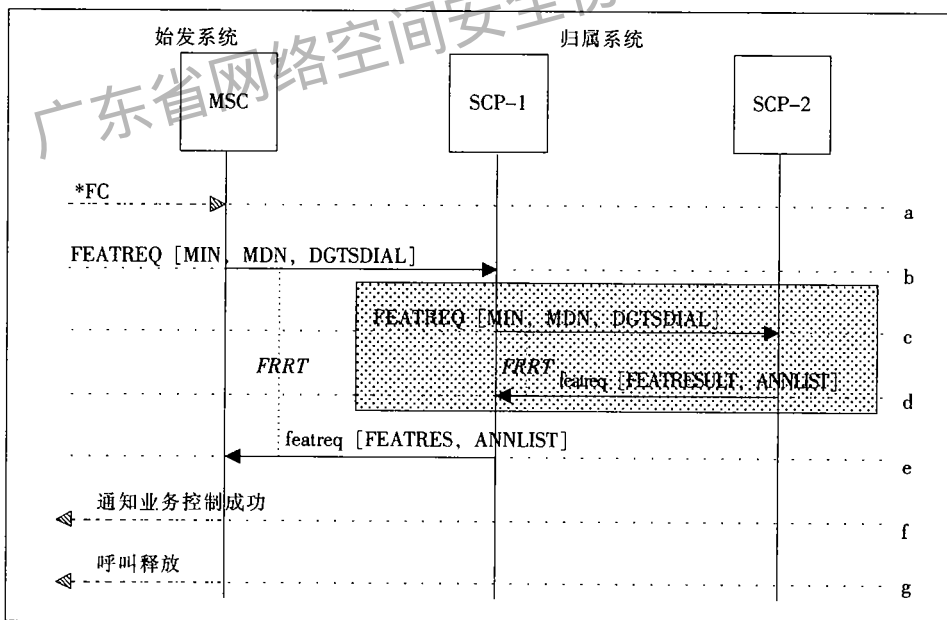 广东省网络空间安全协
始发系统
归属系统
MSC
SCP-1
SCP-2
*FC
a
FEATREQ [MIN, MDN, DGTSDIAL]
b
FEATREQ [MIN, MDN, DGTSDIAL]
c
FRRT
FRRT
featreq [FEATRESULT, ANNLIST]
d
featreq [FEATRES, ANNLIST]
e
通知业务控制成功
f
呼叫释放
g